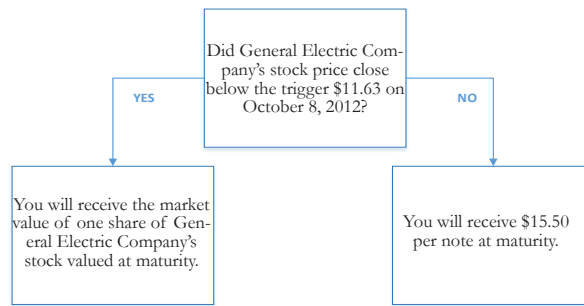 Did General Electric Com-
pany's stock price close
below the trigger $11.63 on
October 8, 2012?
YES
NO
You will receive the market
value of one share of Gen-
eral Electric Company's
stock valued at maturity.
You will receive $15.50
per note at maturity.